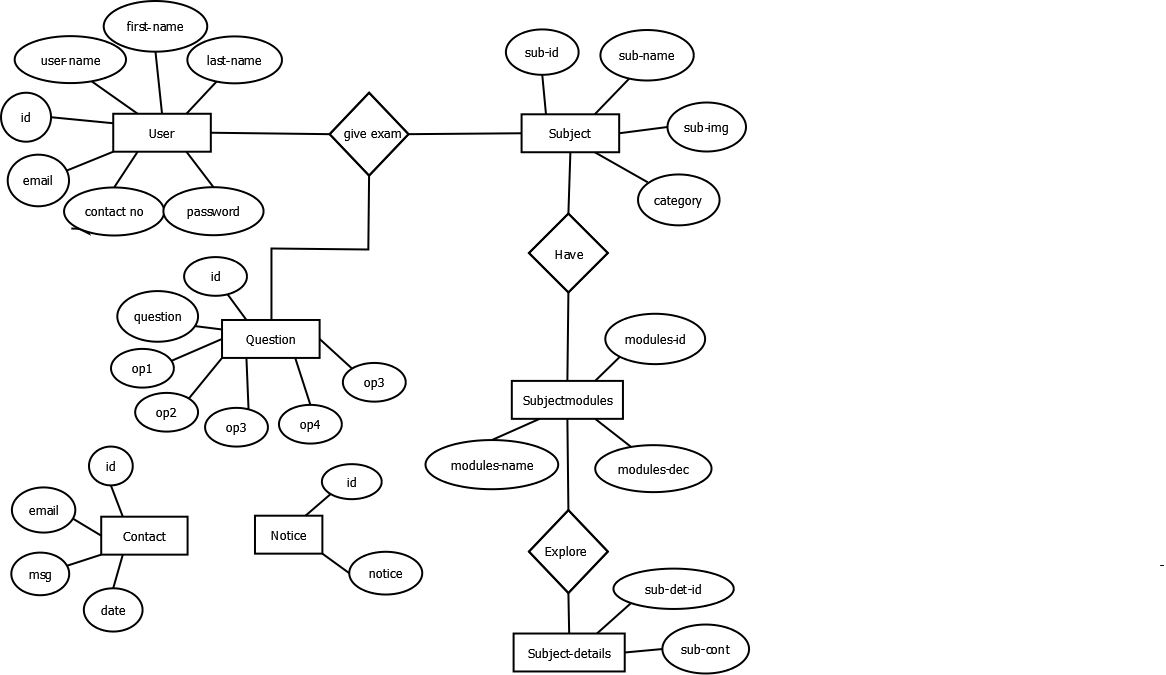 first-name
user-name
last-name
id
User
email
contact no
password
give exam
sub-id
sub-name
Subject
sub-img
category
Have
id
question
Question
op1
op2
op3
op4
op3
modules-id
Subjectmodules
modules-name
modules-dec
id
email
Contact
msg
date
id
Notice
notice
Explore
sub-det-id
Subject-details
sub-cont